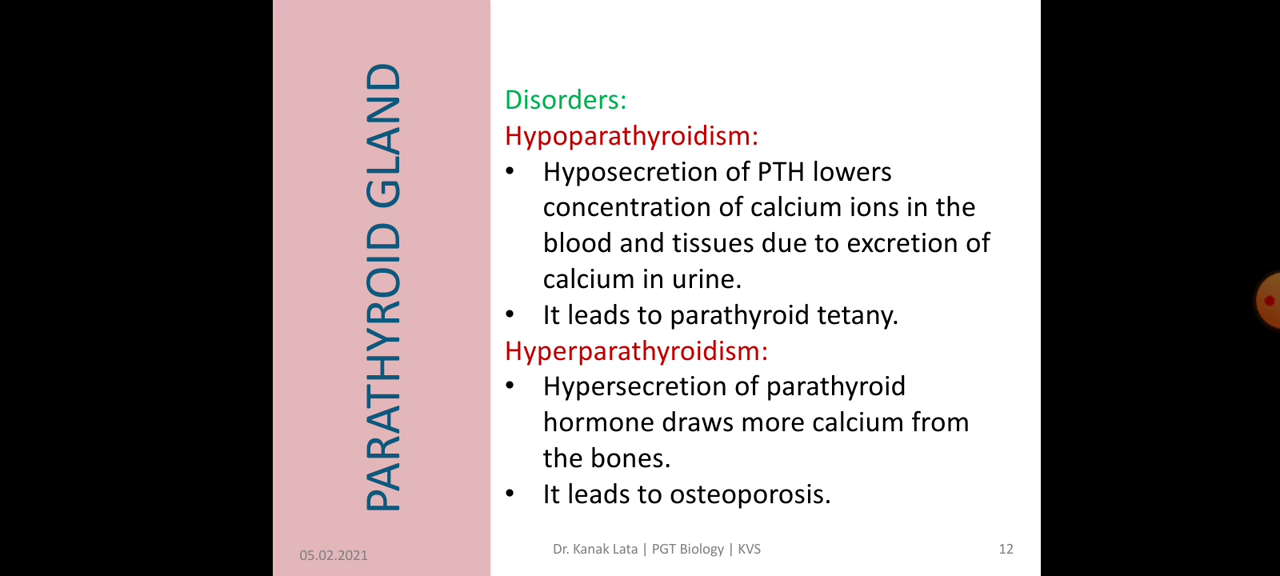 PARATHYROID GLAND
Disorders:
Hypoparathyroidism:
• Hyposecretion of PTH lowers
concentration of calcium ions in the
blood and tissues due to excretion of
calcium in urine.
• It leads to parathyroid tetany.
Hyperparathyroidism:
• Hypersecretion of parathyroid
hormone draws more calcium from
the bones.
• It leads to osteoporosis.
05.02.2021
Dr. Kanak Lata | PGT Biology | KVS
12